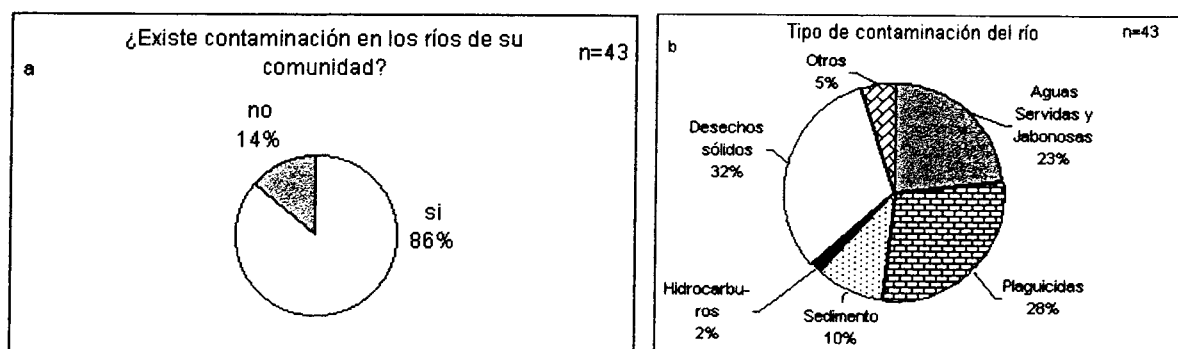 ¿Existe contaminación en los ríos de su
comunidad?
n=43
a
no
14%
si
86%
Tipo de contaminación del río
n=43
b
Otros
5%
Aguas
Servidas y
Jabonosas
23%
Desechos
sólidos
32%
Hidrocarbu-
ros
2%
Sedimento
10%
Plaguicidas
28%